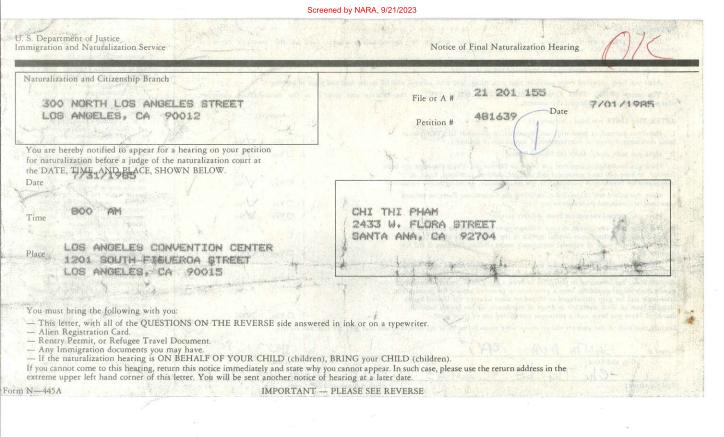 Screened by NARA, 9/21/2023
U. S. Department of Justice
Immigration and Naturalization Service
Notice of Final Naturalization Hearing
OK
Naturalization and Citizenship Branch
300 NORTH LOS ANGELES STREET
LOS ANGELES, CA 90012
File or A # 21 201 155
Date 7/01/1985
Petition # 481639
1
You are hereby notified to appear for a hearing on your petition
for naturalization before a judge of the naturalization court at
the DATE, TIME, AND PLACE, SHOWN BELOW.
Date 7/31/1985
Time 800 AM
Place LOS ANGELES CONVENTION CENTER
1201 SOUTH FIGUEROA STREET
LOS ANGELES, CA 90015
CHI THI PHAM
2433 W. FLORA STREET
SANTA ANA, CA 92704
You must bring the following with you:
— This letter, with all of the QUESTIONS ON THE REVERSE side answered in ink or on a typewriter.
— Alien Registration Card.
— Rentry Permit, or Refugee Travel Document.
— Any Immigration documents you may have.
— If the naturalization hearing is ON BEHALF OF YOUR CHILD (children), BRING your CHILD (children).
If you cannot come to this hearing, return this notice immediately and state why you cannot appear. In such case, please use the return address in the
extreme upper left hand corner of this letter. You will be sent another notice of hearing at a later date.
Form N—445A
IMPORTANT — PLEASE SEE REVERSE